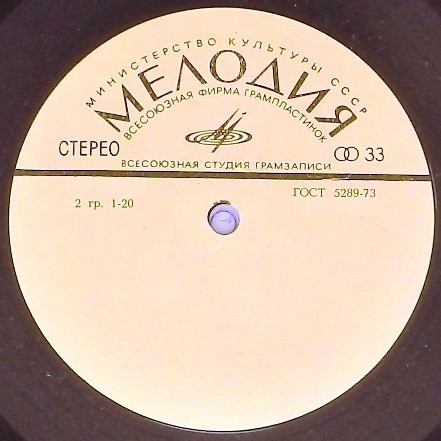 МИНИСТЕРСТВО КУЛЬТУРЫ СССР
МЕЛОДИЯ
ВСЕСОЮЗНАЯ ФИРМА ГРАМПЛАСТИНОК
СТЕРЕО
33
ВСЕСОЮЗНАЯ СТУДИЯ ГРАМЗАПИСИ
ГОСТ 5289-73
2 гр. 1-20